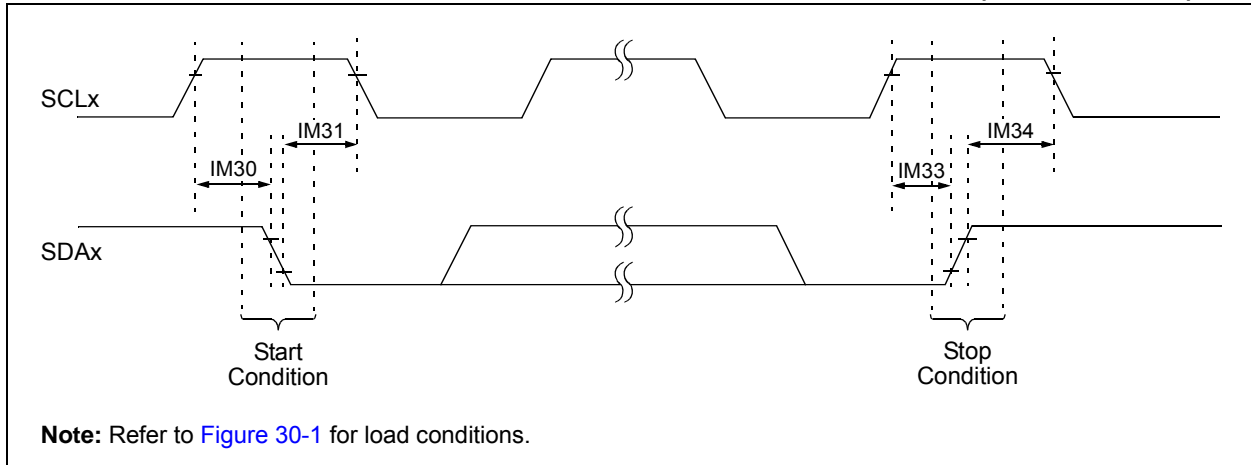 SCLx
IM31
IM34
IM30
IM33
SDAx
Start
Condition
Stop
Condition
Note: Refer to Figure 30-1 for load conditions.